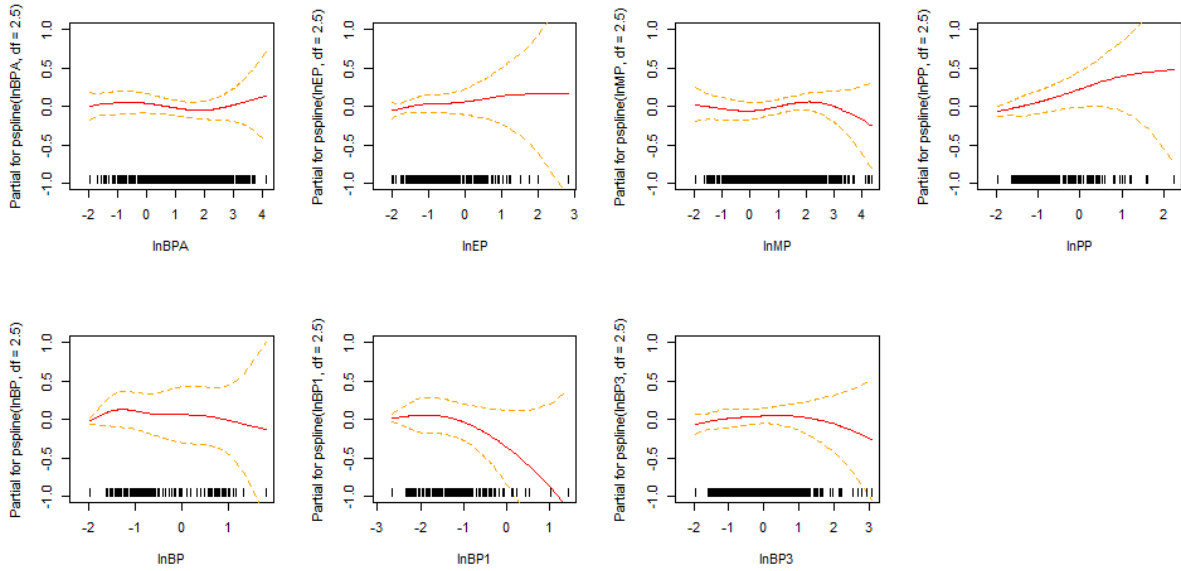 Partial for pspline(lnBPA, df = 2.5)
1.0
0.5
0.0
-0.5
-1.0
-2 -1 0 1 2 3 4
lnBPA
Partial for pspline(lnEP, df = 2.5)
1.0
0.5
0.0
-0.5
-1.0
-2 -1 0 1 2 3
lnEP
Partial for pspline(lnMP, df = 2.5)
1.0
0.5
0.0
-0.5
-1.0
-2 -1 0 1 2 3 4
lnMP
Partial for pspline(lnPP, df = 2.5)
1.0
0.5
0.0
-0.5
-1.0
-2 -1 0 1 2
lnPP
Partial for pspline(lnBP, df = 2.5)
1.0
0.5
0.0
-0.5
-1.0
-2 -1 0 1
lnBP
Partial for pspline(lnBP1, df = 2.5)
1.0
0.5
0.0
-0.5
-1.0
-3 -2 -1 0 1
lnBP1
Partial for pspline(lnBP3, df = 2.5)
1.0
0.5
0.0
-0.5
-1.0
-2 -1 0 1 2 3
lnBP3